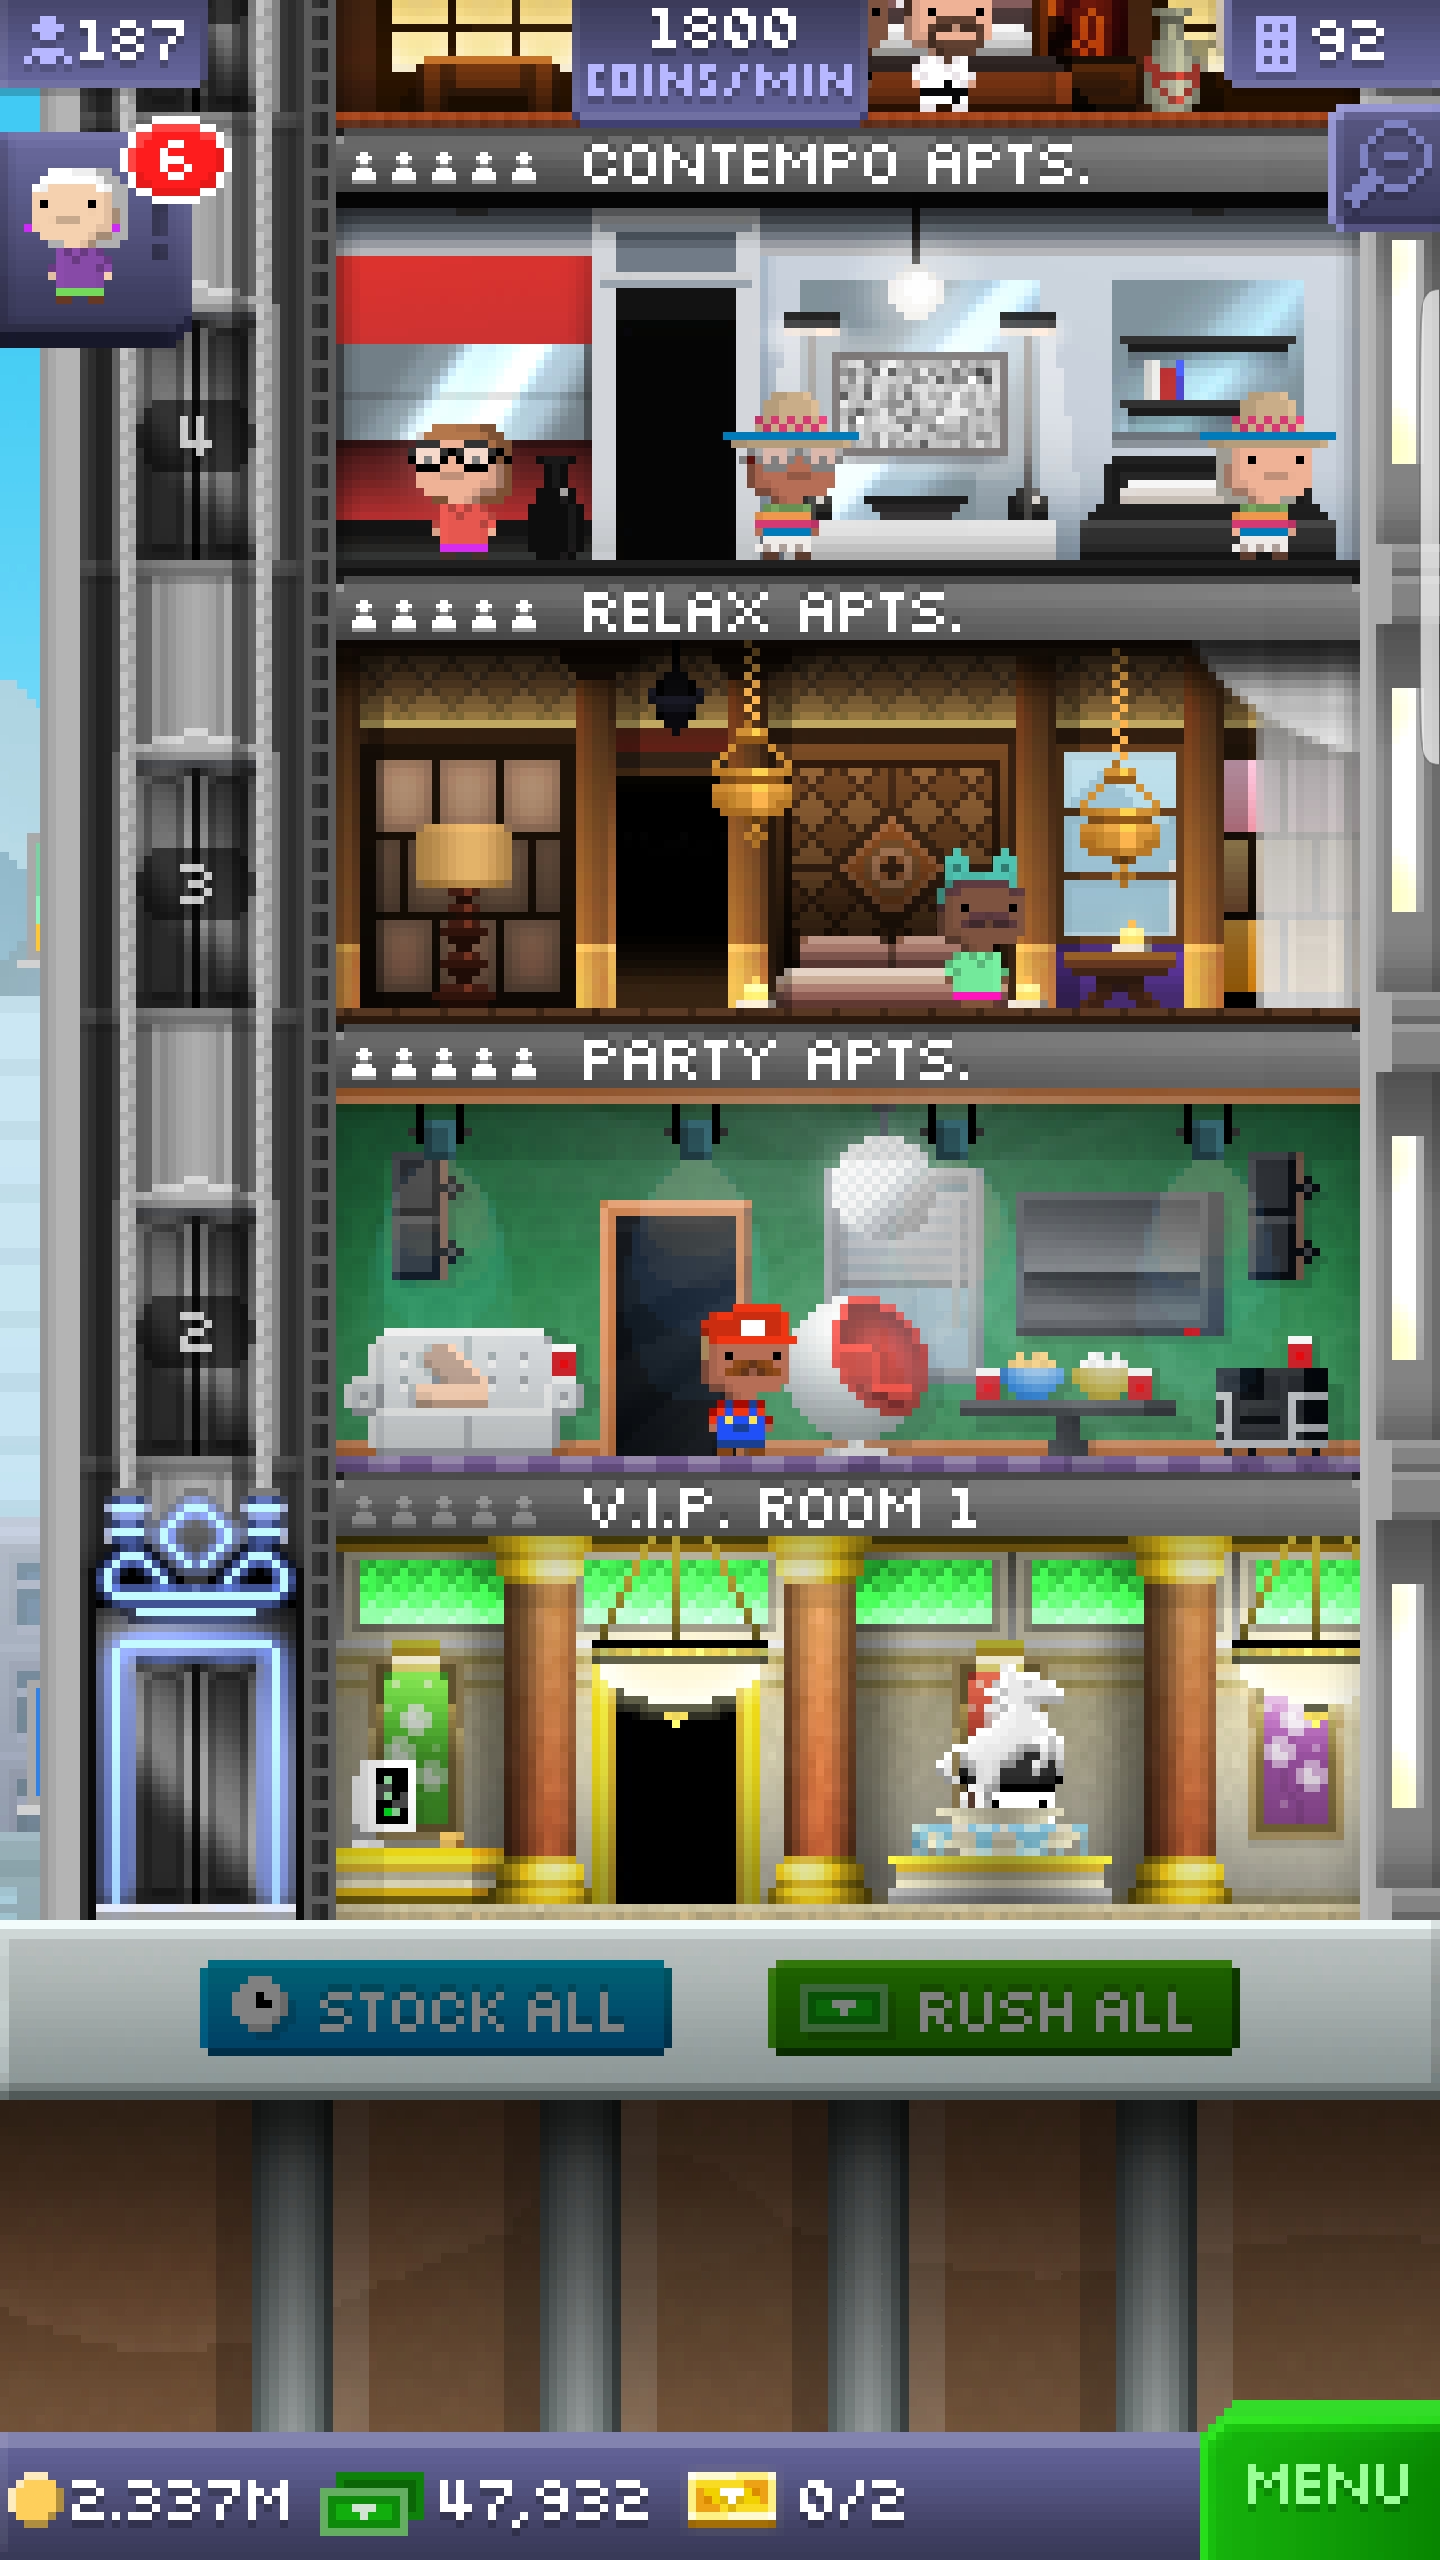 187
1800
COINS/MIN
92
6
CONTEMPO APTS.
4
RELAX APTS.
3
PARTY APTS.
2
V.I.P. ROOM 1
STOCK ALL
RUSH ALL
2.337M
47,932
0/2
MENU